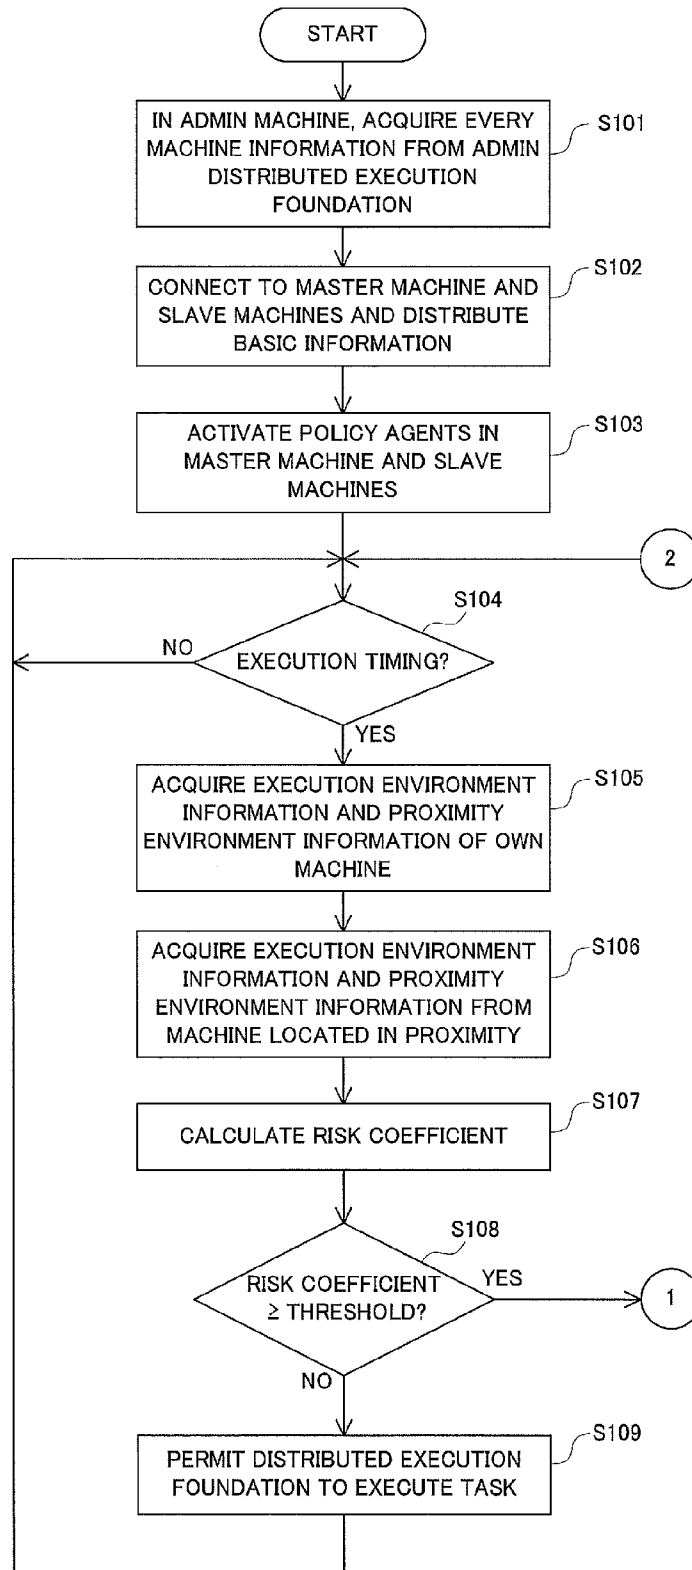 START
IN ADMIN MACHINE, ACQUIRE EVERY
MACHINE INFORMATION FROM ADMIN
DISTRIBUTED EXECUTION
FOUNDATION
S101
CONNECT TO MASTER MACHINE AND
SLAVE MACHINES AND DISTRIBUTE
BASIC INFORMATION
S102
ACTIVATE POLICY AGENTS IN
MASTER MACHINE AND SLAVE
MACHINES
S103
2
S104
NO
EXECUTION TIMING?
YES
ACQUIRE EXECUTION ENVIRONMENT
INFORMATION AND PROXIMITY
ENVIRONMENT INFORMATION OF OWN
MACHINE
S105
ACQUIRE EXECUTION ENVIRONMENT
INFORMATION AND PROXIMITY
ENVIRONMENT INFORMATION FROM
MACHINE LOCATED IN PROXIMITY
S106
CALCULATE RISK COEFFICIENT
S107
S108
RISK COEFFICIENT
≥ THRESHOLD?
YES
1
NO
PERMIT DISTRIBUTED EXECUTION
FOUNDATION TO EXECUTE TASK
S109